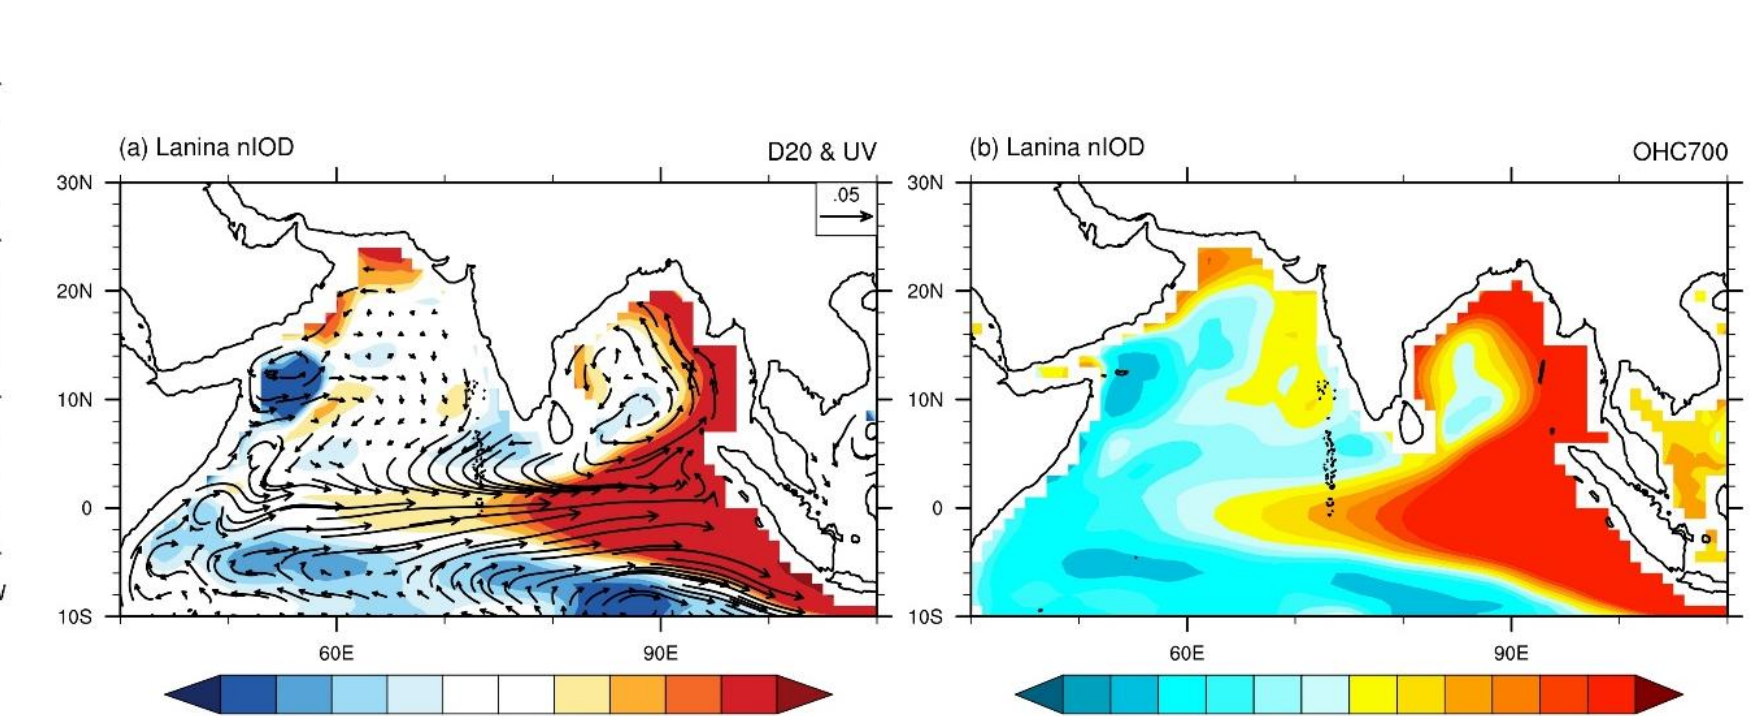 (a) Lanina nIOD
D20 & UV
(b) Lanina nIOD
OHC700
.05
30N
20N
10N
0
10S
60E
90E
30N
20N
10N
0
10S
60E
90E